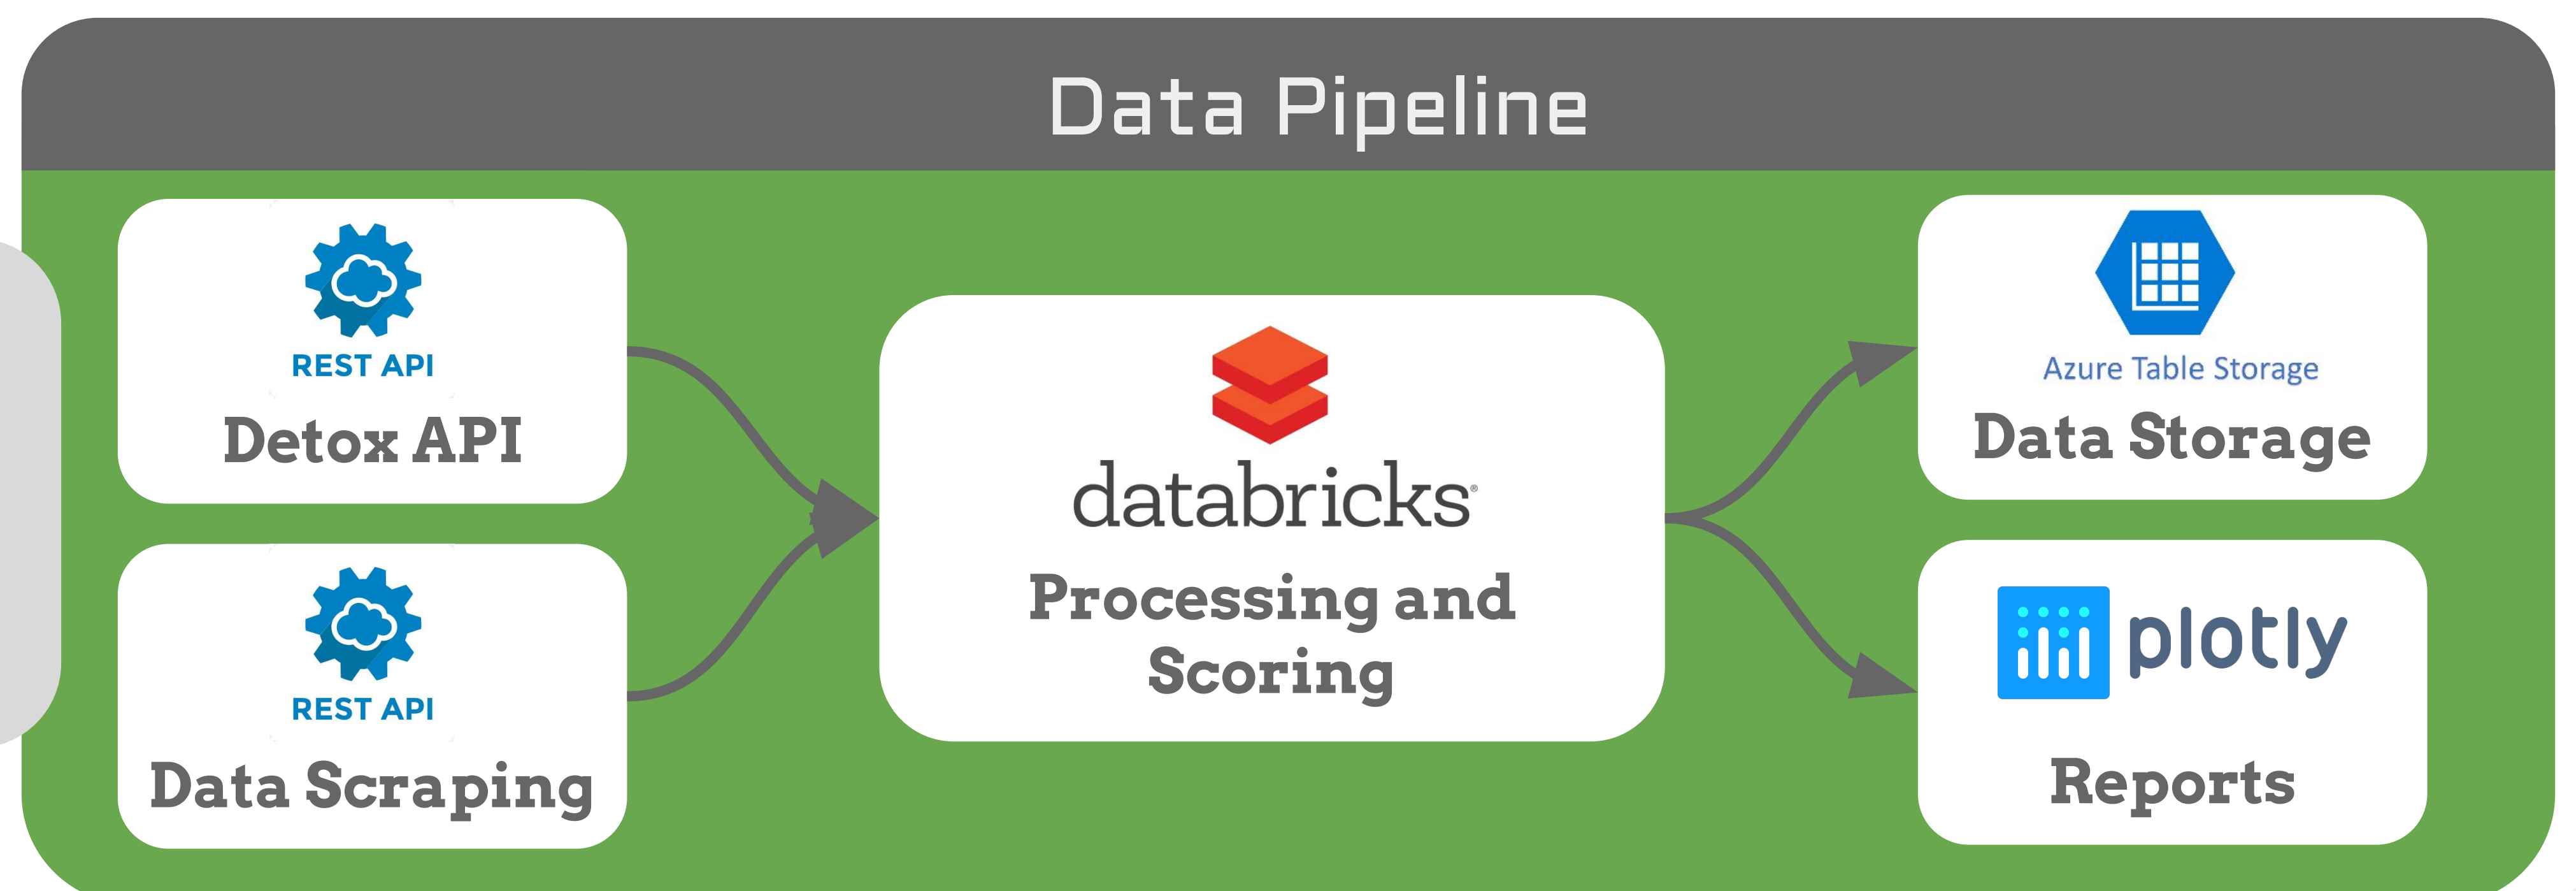 Data Pipeline
REST API
Detox API
REST API
Data Scraping
databricks®
Processing and
Scoring
Azure Table Storage
Data Storage
plotly
Reports